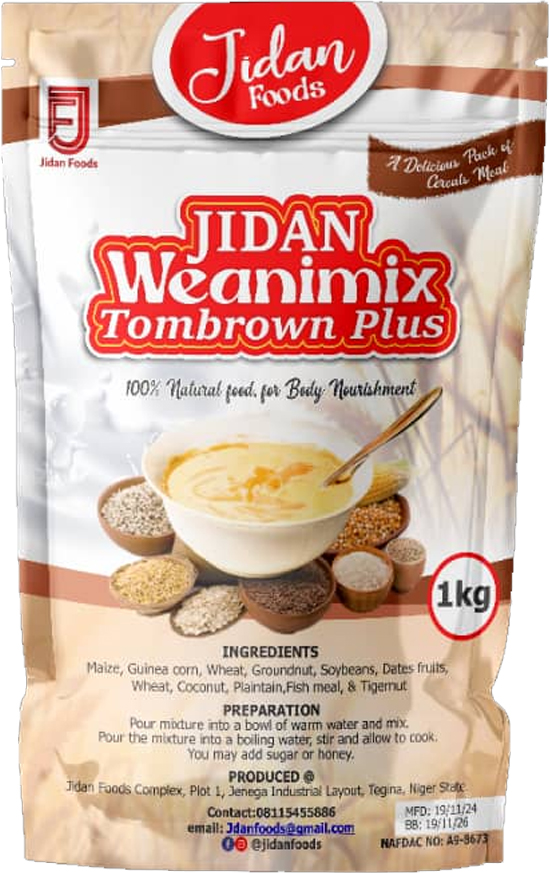 Jidan
Foods
Jidan Foods
A Delicious Pack of
Cereals Meal
JIDAN
Weanimix
Tombrown Plus
100% Natural food, for Body Nourishment
1kg
INGREDIENTS
Maize, Guinea corn, Wheat, Groundnut, Soybeans, Dates fruits,
Wheat, Coconut, Plaintain,Fish meal, & Tigernut
PREPARATION
Pour mixture into a bowl of warm water and mix.
Pour the mixture into a boiling water, stir and allow to cook.
You may add sugar or honey.
PRODUCED @
Jidan Foods Complex, Plot 1, Jenega Industrial Layout, Tegina, Niger State
Contact:08115455886
email: Jdanfoods@gmail.com
@jidanfoods
MFD: 19/11/24
BB: 19/11/26
NAFDAC NO: A9-8673